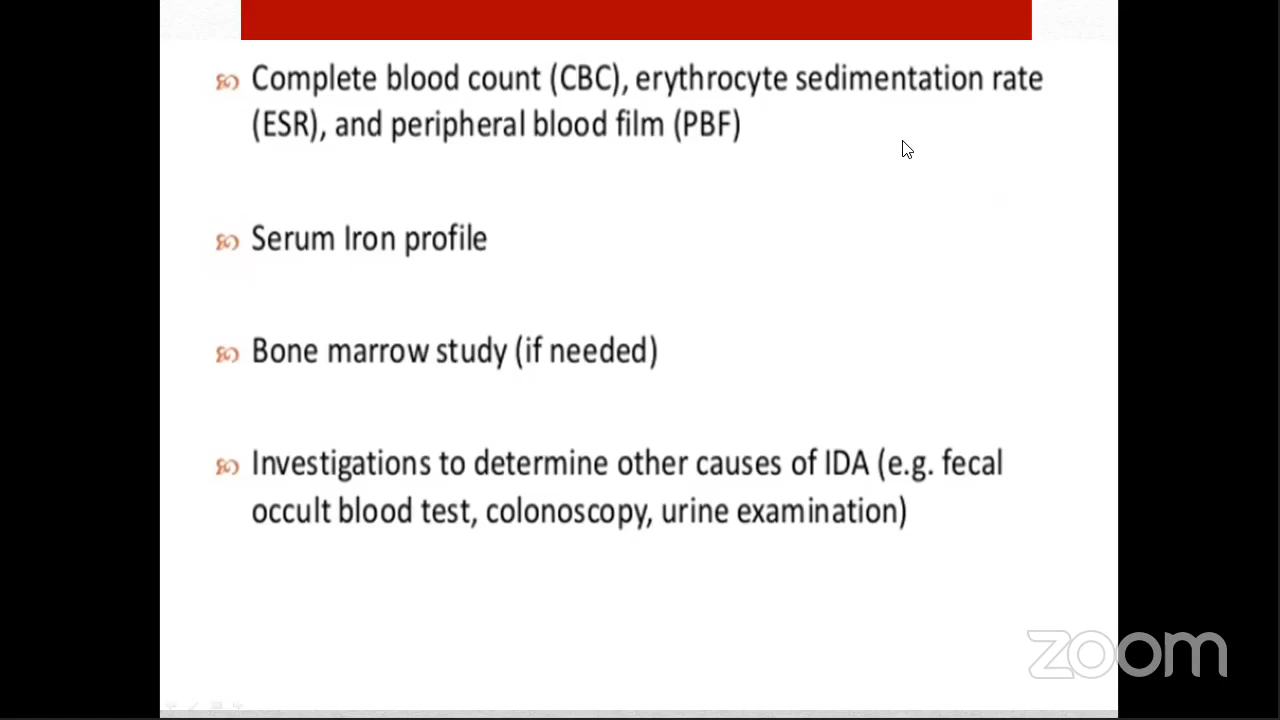 Complete blood count (CBC), erythrocyte sedimentation rate
(ESR), and peripheral blood film (PBF)
Serum Iron profile
Bone marrow study (if needed)
Investigations to determine other causes of IDA (e.g. fecal
occult blood test, colonoscopy, urine examination)
zoom